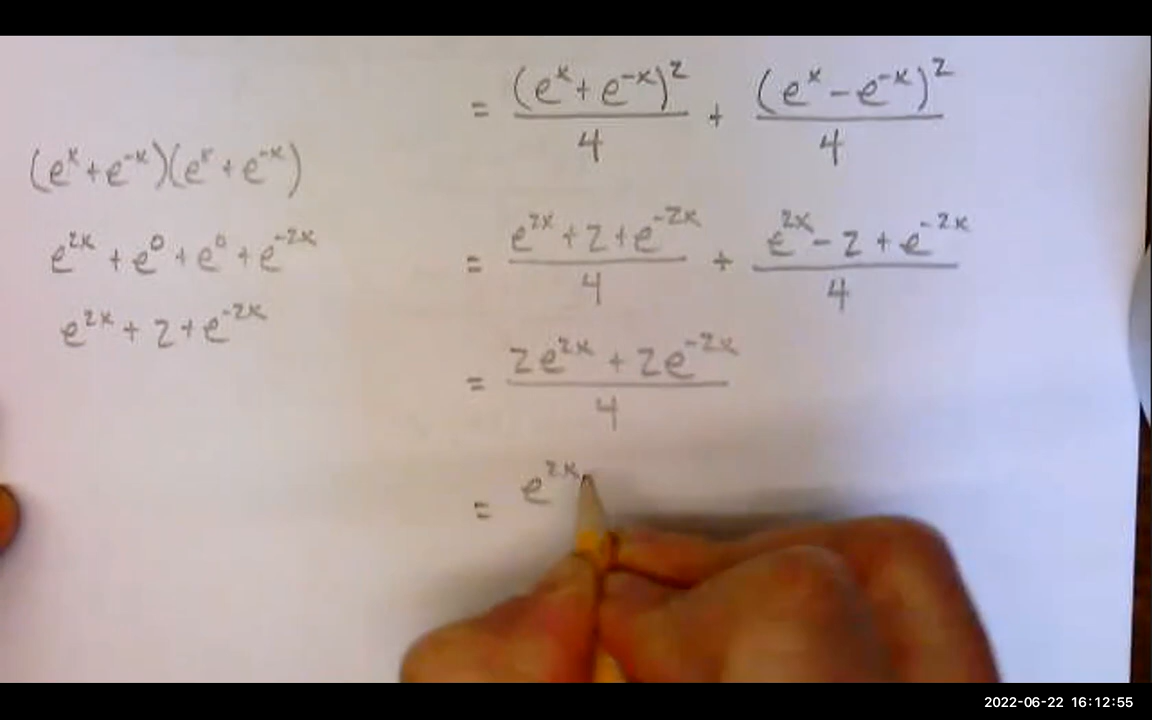 = (e^x + e^-x)^2 / 4 + (e^x - e^-x)^2 / 4
(e^x + e^-x)(e^x + e^-x)
= e^2x + 2 + e^-2x / 4 + e^2x - 2 + e^-2x / 4
e^2x + e^0 + e^0 + e^-2x
e^2x + 2 + e^-2x
= 2e^2x + 2e^-2x / 4
= e^2x
2022-06-22 16:12:55